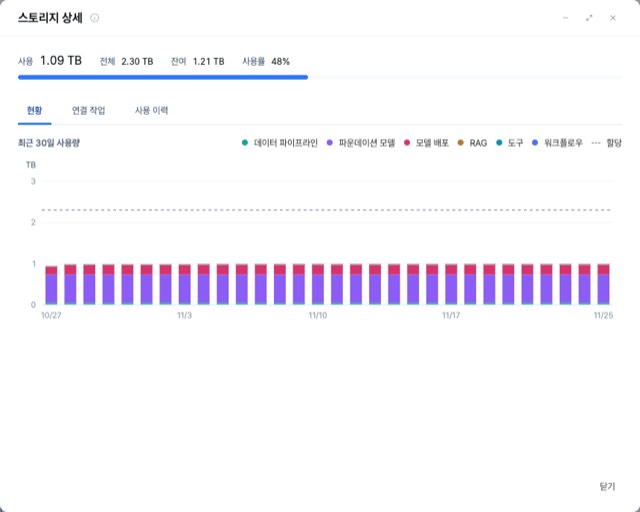 스토리지 상세
사용 1.09 TB 전체 2.30 TB 잔여 1.21 TB 사용률 48%
현황 연결 작업 사용 이력
최근 30일 사용량 데이터 파이프라인 파운데이션 모델 모델 배포 RAG 도구 워크플로우 할당
TB
3
2
1
0
10/27 11/3 11/10 11/17 11/25
닫기